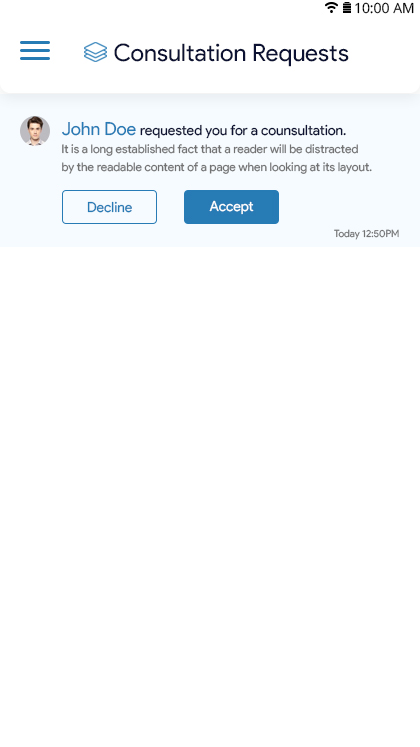 10:00 AM
Consultation Requests
John Doe requested you for a counsultation.
It is a long established fact that a reader will be distracted
by the readable content of a page when looking at its layout.
Decline
Accept
Today 12:50PM